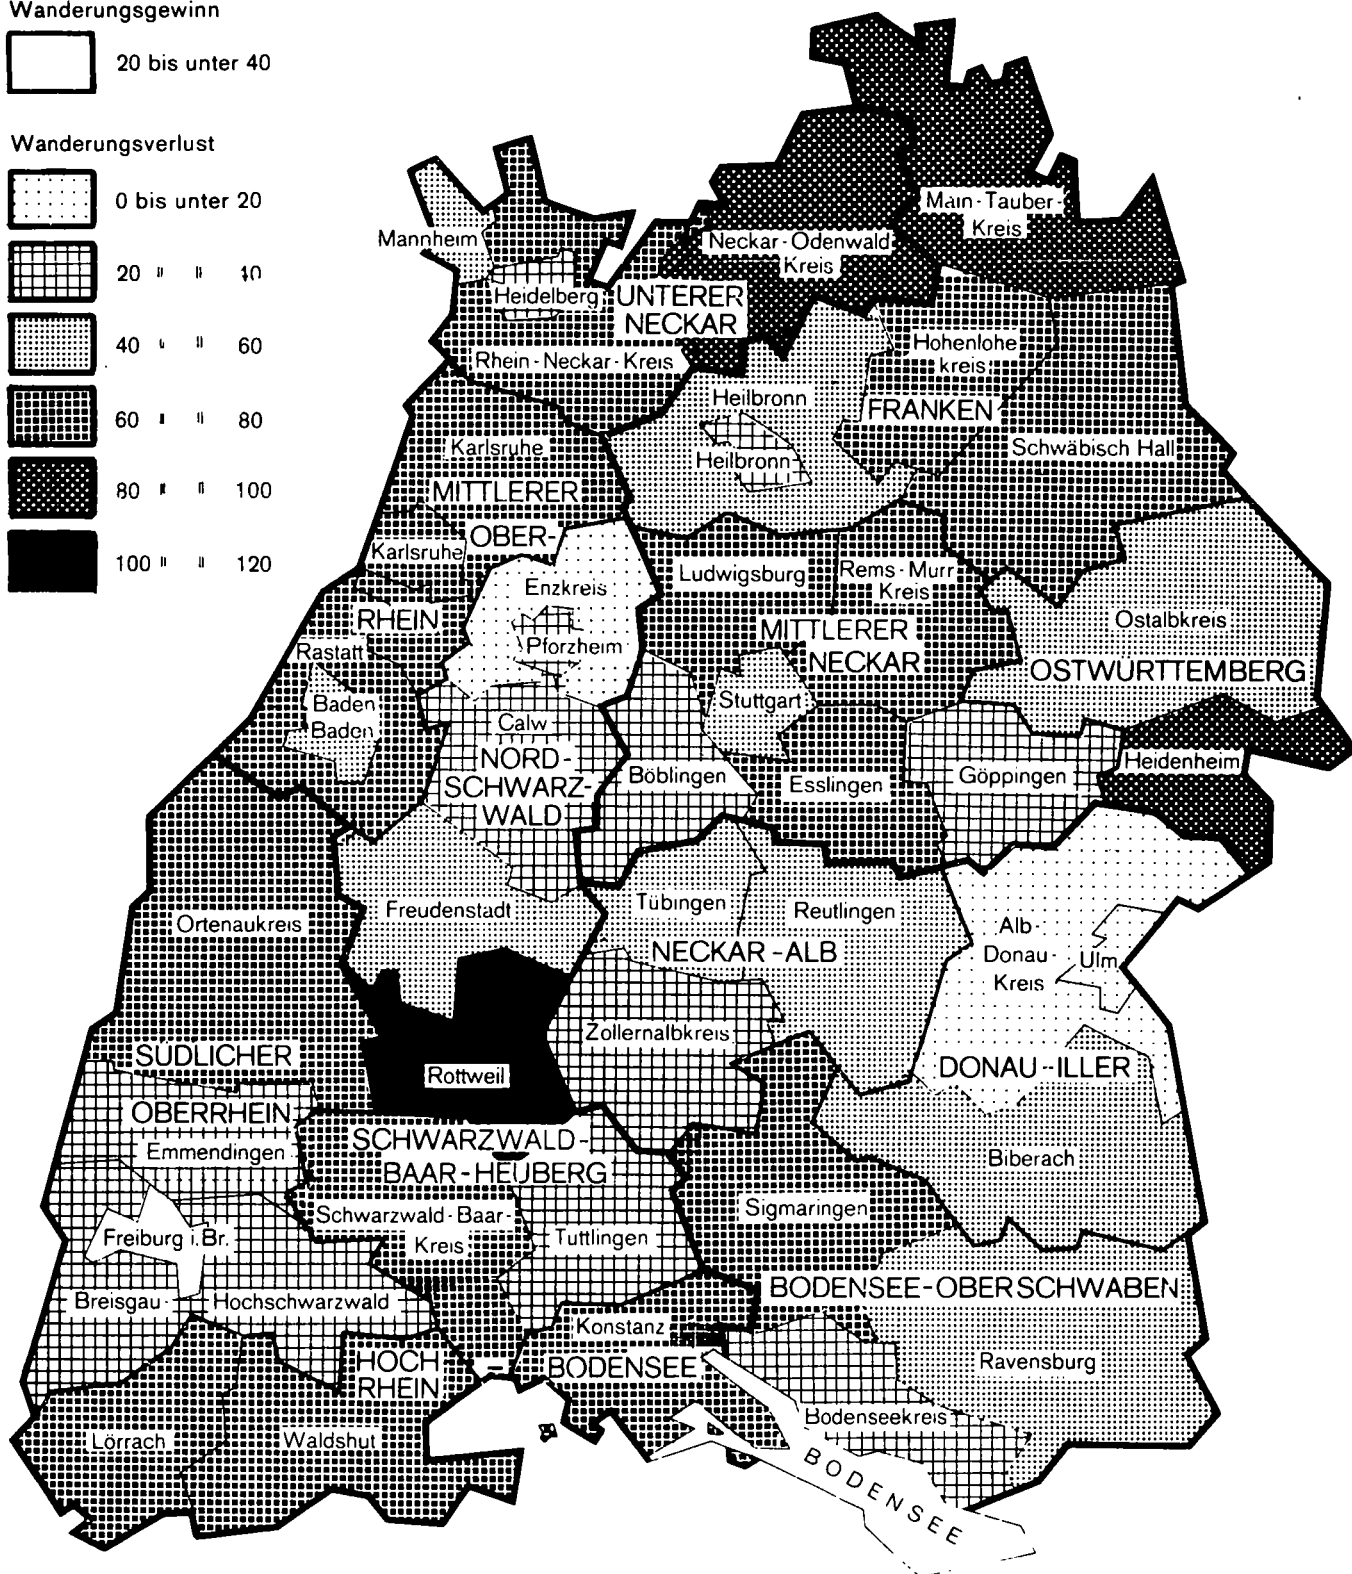 Wanderungsgewinn
20 bis unter 40
Wanderungsverlust
0 bis unter 20
20 " " 40
40 " " 60
60 " " 80
80 " " 100
100 " " 120
Mannheim
Heidelberg
UNTERER
NECKAR
Rhein-Neckar-Kreis
Neckar-Odenwald
Kreis
Main-Tauber-
Kreis
Hohenlohe
kreis
Heilbronn
FRANKEN
Heilbronn
Schwäbisch Hall
Karlsruhe
MITTLERER
OBER-
Karlsruhe
RHEIN
Enzkreis
Pforzheim
Rastatt
Baden
Baden
Ludwigsburg
Rems-Murr
Kreis
MITTLERER
NECKAR
Stuttgart
Ostalbkreis
OSTWÜRTTEMBERG
Calw
NORD-
SCHWARZ-
WALD
Böblingen
Esslingen
Göppingen
Heidenheim
Ortenaukreis
Freudenstadt
Tübingen
Reutlingen
NECKAR-ALB
Alb-
Donau-
Kreis
Ulm
Zollernalbkreis
SÜDLICHER
OBERRHEIN
Rottweil
DONAU-ILLER
Emmendingen
SCHWARZWALD-
BAAR-HEUBERG
Biberach
Freiburg i.Br.
Schwarzwald-Baar-
Kreis
Tuttlingen
Sigmaringen
Breisgau-
Hochschwarzwald
Konstanz
BODENSEE-OBERSCHWABEN
HOCH
RHEIN
-
BODENSEE
Ravensburg
Bodenseekreis
Lörrach
Waldshut
BODENSEE